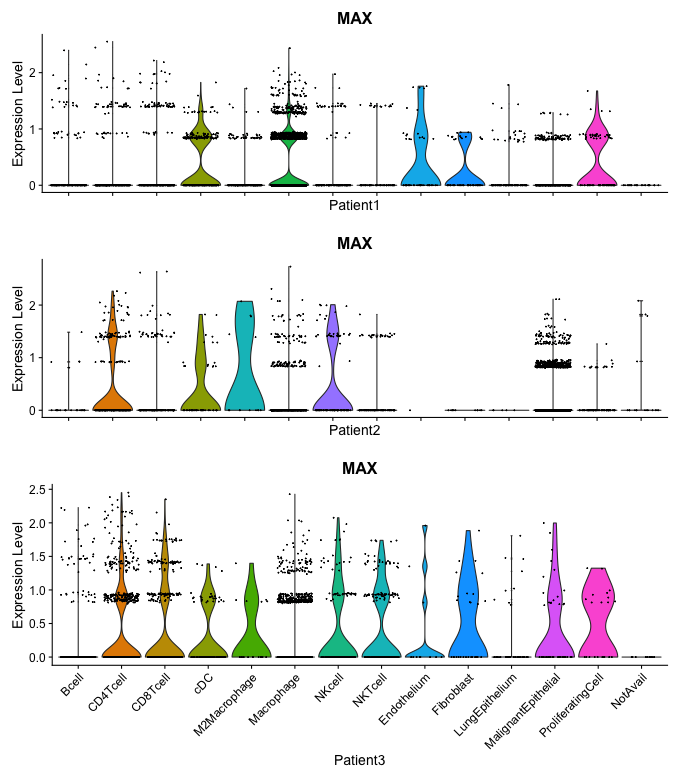 MAX
Expression Level
2
1
0
Patient1
MAX
Expression Level
2
1
0
Patient2
MAX
Expression Level
2.5
2.0
1.5
1.0
0.5
0.0
Bcell
CD4Tcell
CD8Tcell
cDC
M2Macrophage
Macrophage
NKcell
NKTcell
Endothelium
Fibroblast
LungEpithelium
MalignantEpithelial
ProliferatingCell
NotAvail
Patient3